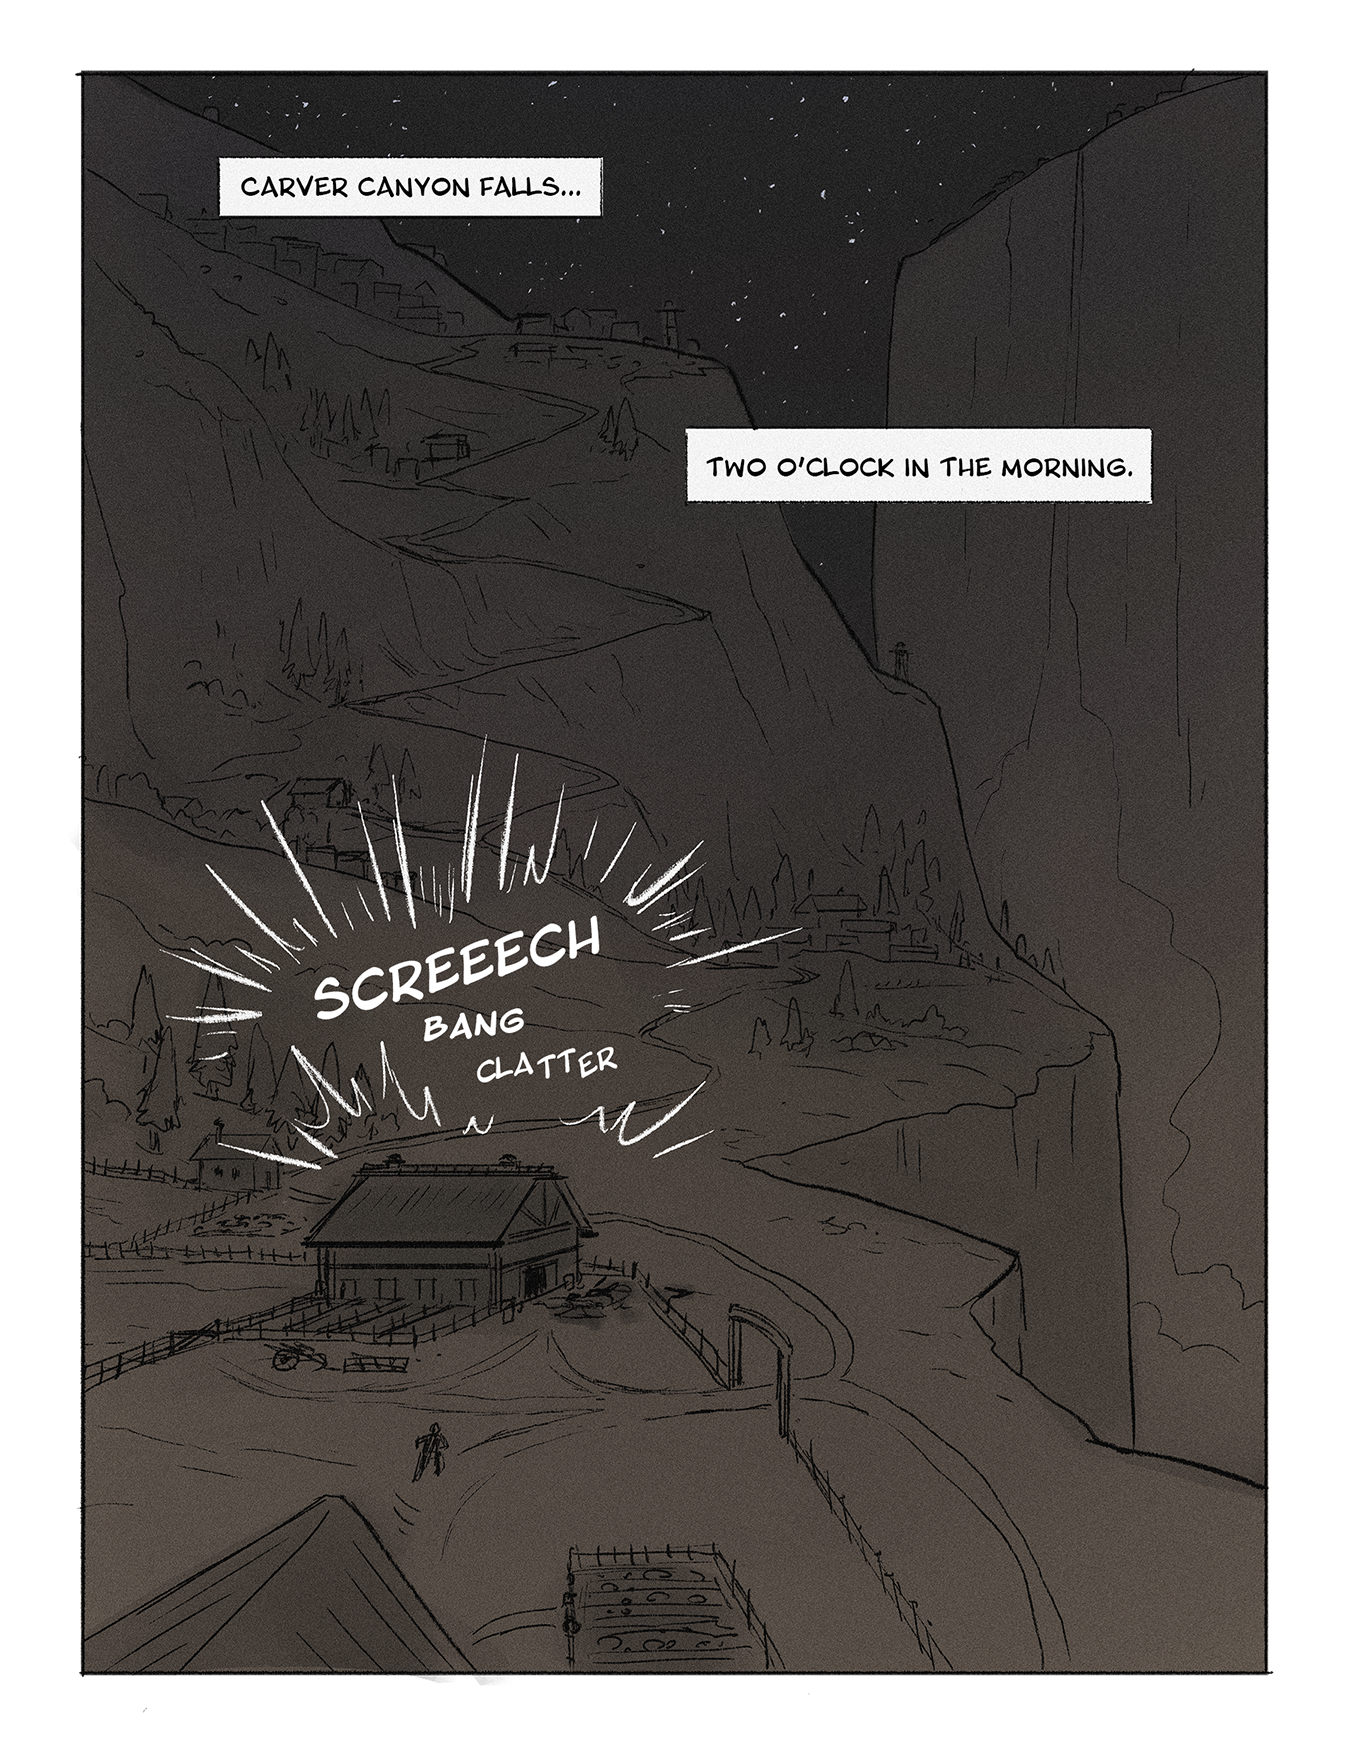 CARVER CANYON FALLS...
TWO O'CLOCK IN THE MORNING.
SCREEECH
BANG
CLATTER